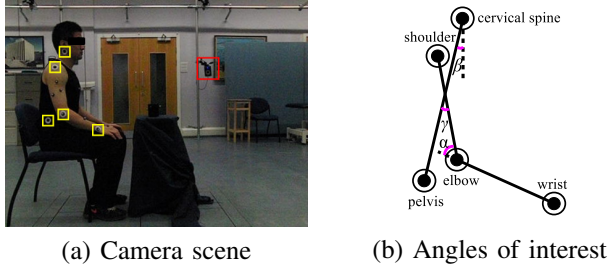 cervical spine
shoulder
β
γ
α
elbow
pelvis
wrist
(a) Camera scene
(b) Angles of interest